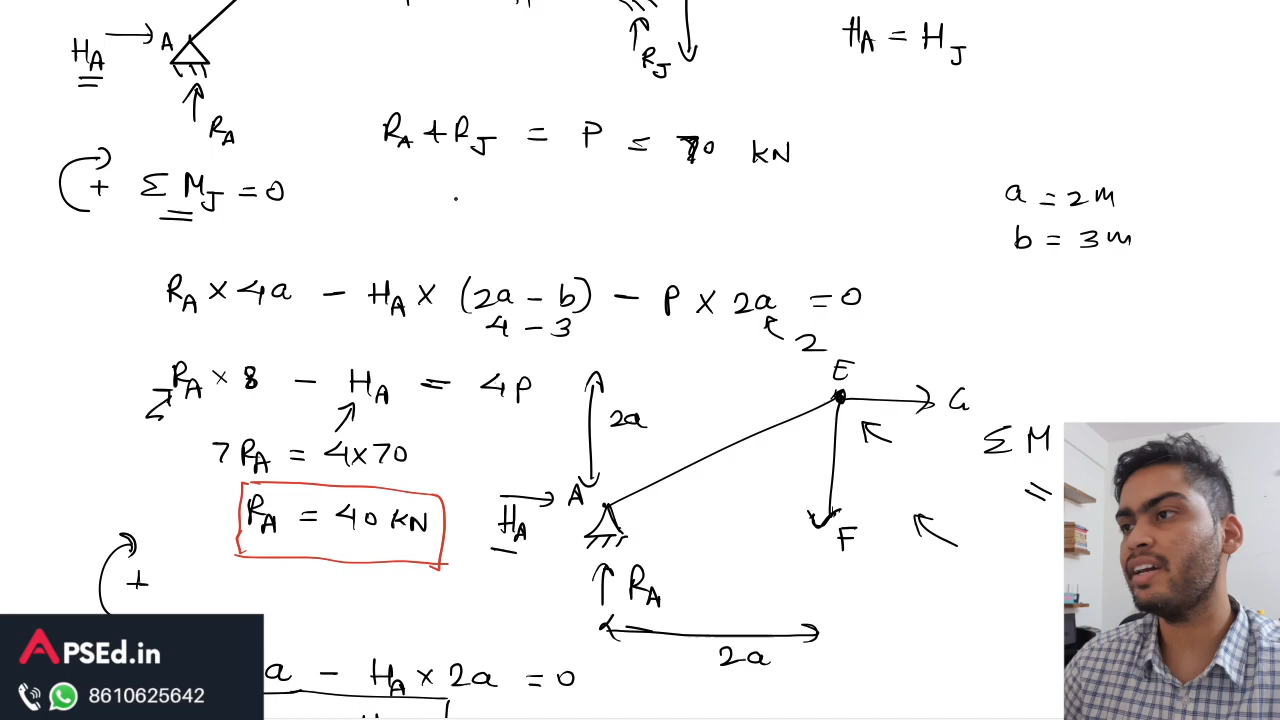 H_A → A
R_J
H_A = H_J
R_A
R_A + R_J = P = 70 kN
+ Σ M_J = 0
a = 2m
b = 3m
R_A × 4a - H_A × (2a - b) - P × 2a = 0
4 - 3
2
R_A × 8 - H_A = 4P
E
2a
G
Σ M
7 R_A = 4×70
A
R_A = 40 kN
H_A
F
+
R_A
2a
a - H_A × 2a = 0
APSEd.in
8610625642